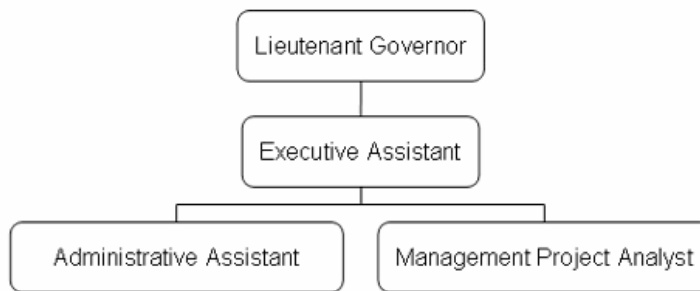 Lieutenant Governor
Executive Assistant
Administrative Assistant
Management Project Analyst